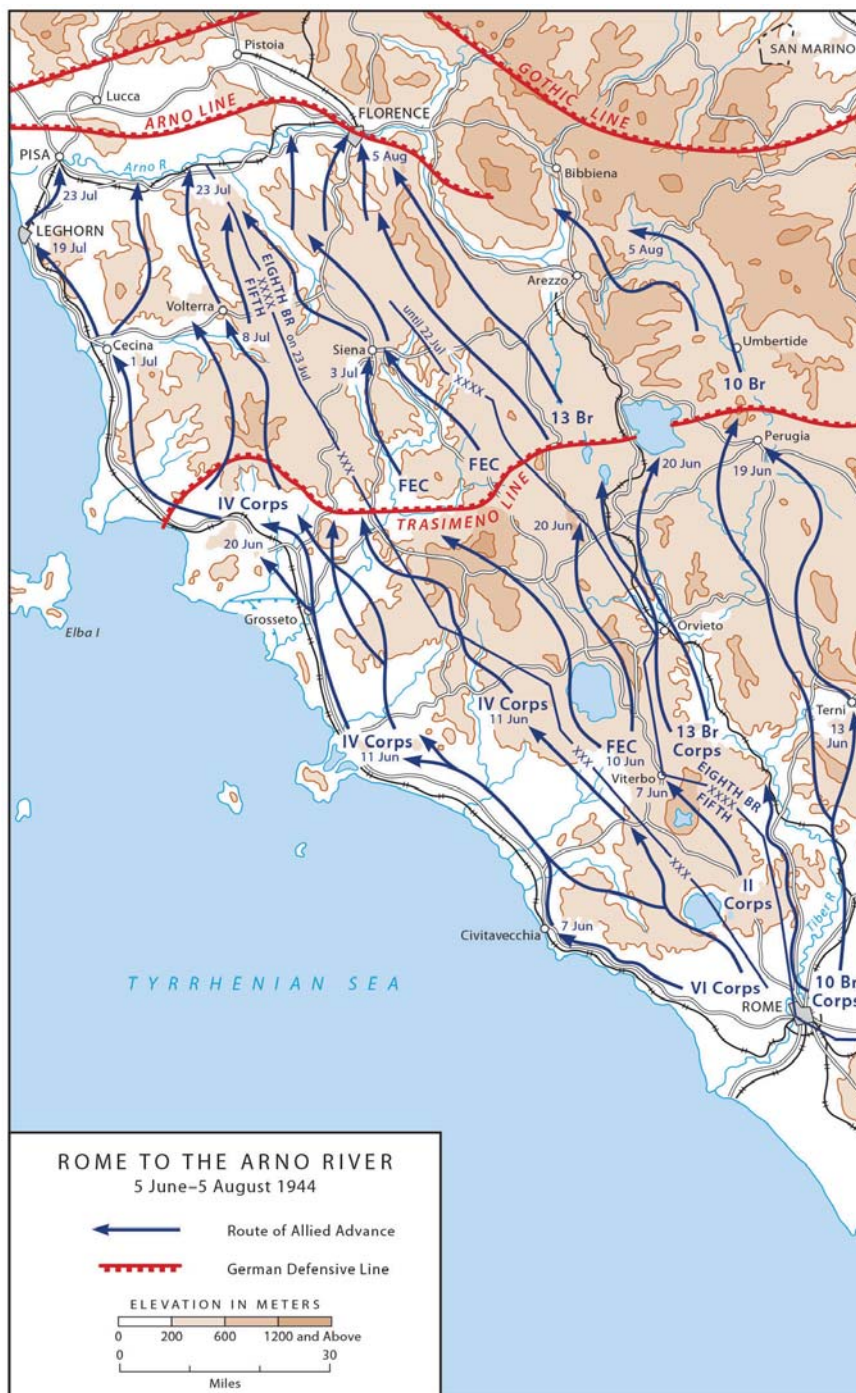 Pistoia
SAN MARINO
Lucca
GOTHIC LINE
ARNO LINE
FLORENCE
PISA
Arno R
5 Aug
Bibbiena
23 Jul
23 Jul
LEGHORN
19 Jul
EIGHTH BR
XXXX
FIFTH
on 23 Jul
5 Aug
Arezzo
Volterra
8 Jul
until 22 Jul
XXXX
Cecina
1 Jul
Siena
3 Jul
Umbertide
10 Br
13 Br
XXX
FEC
FEC
20 Jun
Perugia
19 Jun
IV Corps
TRASIMENO LINE
20 Jun
20 Jun
Elba I
Grosseto
Orvieto
IV Corps
11 Jun
Terni
13
Jun
IV Corps
11 Jun
FEC
10 Jun
13 Br
Corps
XXX
Viterbo
7 Jun
EIGHTH BR
XXXX
FIFTH
XXX
II
Corps
Tiber R
Civitavecchia
7 Jun
TYRRHENIAN SEA
VI Corps
ROME
10 Br
Corps
ROME TO THE ARNO RIVER
5 June–5 August 1944
Route of Allied Advance
German Defensive Line
ELEVATION IN METERS
0 200 600 1200 and Above
0 30
Miles